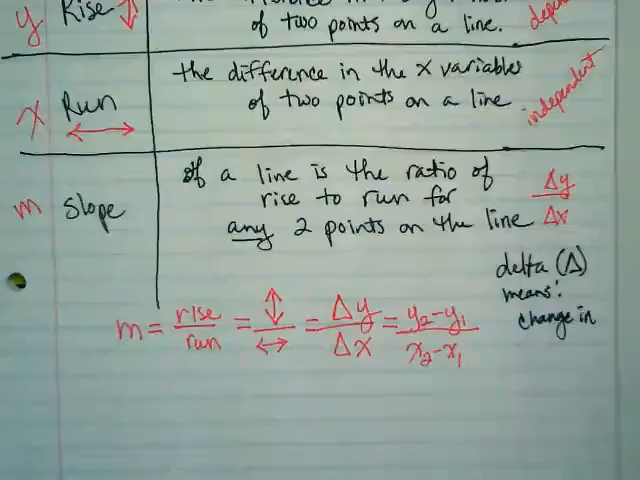 y Rise ↕
of two points on a line.
the difference in the x variables
x Run of two points on a line independent
↔
of a line is the ratio of
m slope rise to run for Δy/Δx
any 2 points on the line
delta (Δ)
means:
change in
m = rise/run = ↕/↔ = Δy/Δx = y₂-y₁/x₂-x₁